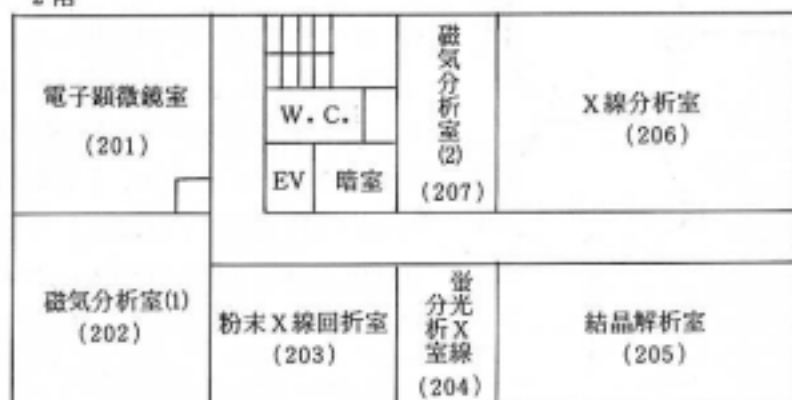 2階
電子顕微鏡室
(201)
W.C.
EV
暗室
磁気分析室(2)
(207)
X線分析室
(206)
磁気分析室(1)
(202)
粉末X線回折室
(203)
蛍光X線
分析室
(204)
結晶解析室
(205)